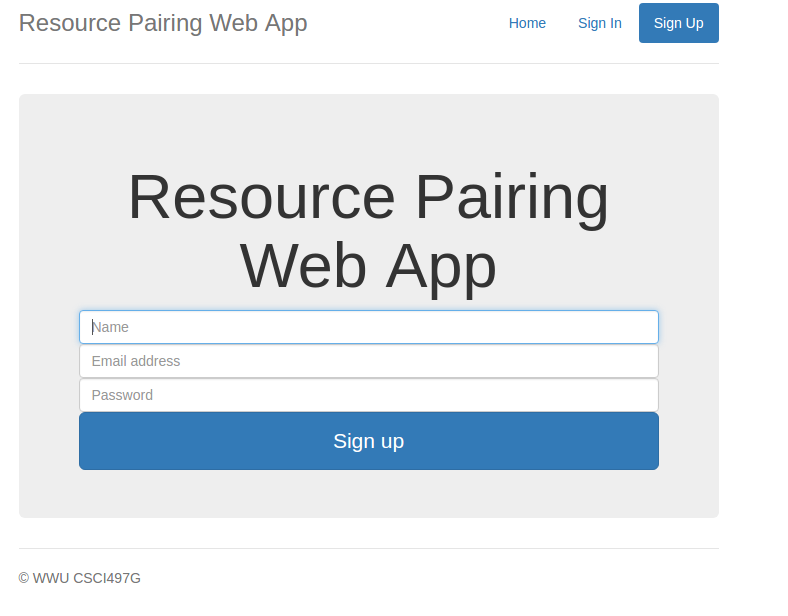 Resource Pairing Web App
Home
Sign In
Sign Up
Resource Pairing
Web App
Name
Email address
Password
Sign up
© WWU CSCI497G